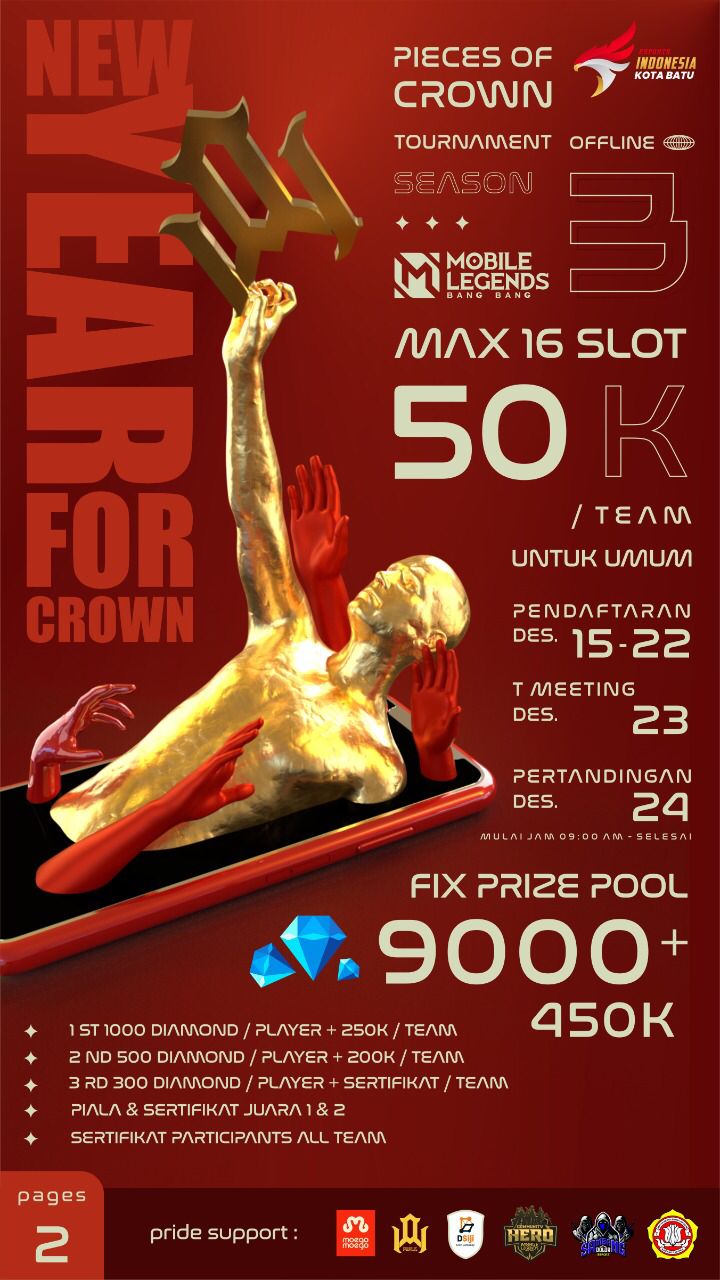 NEW
YEAR
FOR
CROWN
PIECES OF
CROWN
ESPORTS
INDONESIA
KOTA BATU
TOURNAMENT OFFLINE
SEASON 3
MOBILE
LEGENDS
BANG BANG
MAX 16 SLOT
50 K
/ TEAM
UNTUK UMUM
PENDAFTARAN
DES. 15-22
T MEETING
DES. 23
PERTANDINGAN
DES. 24
MULAI JAM 09:00 AM - SELESAI
FIX PRIZE POOL
9000+
450K
1 ST 1000 DIAMOND / PLAYER + 250K / TEAM
2 ND 500 DIAMOND / PLAYER + 200K / TEAM
3 RD 300 DIAMOND / PLAYER + SERTIFIKAT / TEAM
PIALA & SERTIFIKAT JUARA 1 & 2
SERTIFIKAT PARTICIPANTS ALL TEAM
pages
2
pride support :
moego
moego
DSiji
COMMUNITY
HERO